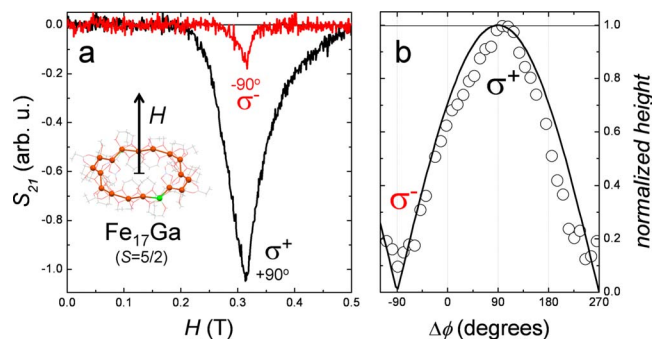 a
-90º
σ-
H
Fe17Ga
(S=5/2)
σ+
+90º
S21 (arb. u.)
0.0
-0.2
-0.4
-0.6
-0.8
-1.0
0.0 0.1 0.2 0.3 0.4 0.5
H (T)
b
σ+
σ-
1.0
0.8
0.6
0.4
0.2
0.0
normalized height
-90 0 90 180 270
Δϕ (degrees)